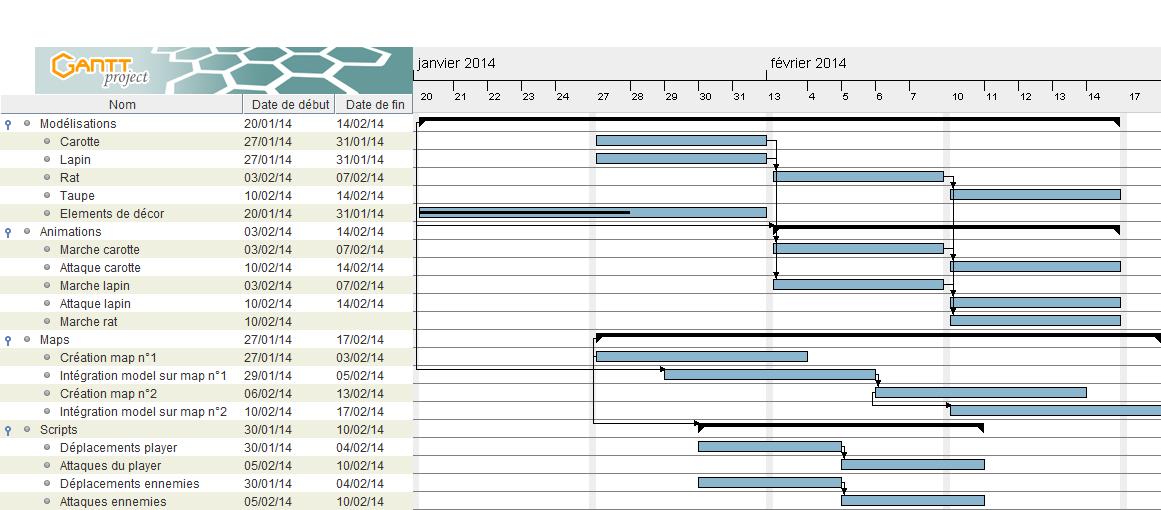 GANTT
project
janvier 2014 février 2014
20 21 22 23 24 27 28 29 30 31 13 4 5 6 7 10 11 12 13 14 17
Nom Date de début Date de fin
Modélisations 20/01/14 14/02/14
Carotte 27/01/14 31/01/14
Lapin 27/01/14 31/01/14
Rat 03/02/14 07/02/14
Taupe 10/02/14 14/02/14
Elements de décor 20/01/14 31/01/14
Animations 03/02/14 14/02/14
Marche carotte 03/02/14 07/02/14
Attaque carotte 10/02/14 14/02/14
Marche lapin 03/02/14 07/02/14
Attaque lapin 10/02/14 14/02/14
Marche rat 10/02/14
Maps 27/01/14 17/02/14
Création map n°1 27/01/14 03/02/14
Intégration model sur map n°1 29/01/14 05/02/14
Création map n°2 06/02/14 13/02/14
Intégration model sur map n°2 10/02/14 17/02/14
Scripts 30/01/14 10/02/14
Déplacements player 30/01/14 04/02/14
Attaques du player 05/02/14 10/02/14
Déplacements ennemies 30/01/14 04/02/14
Attaques ennemies 05/02/14 10/02/14